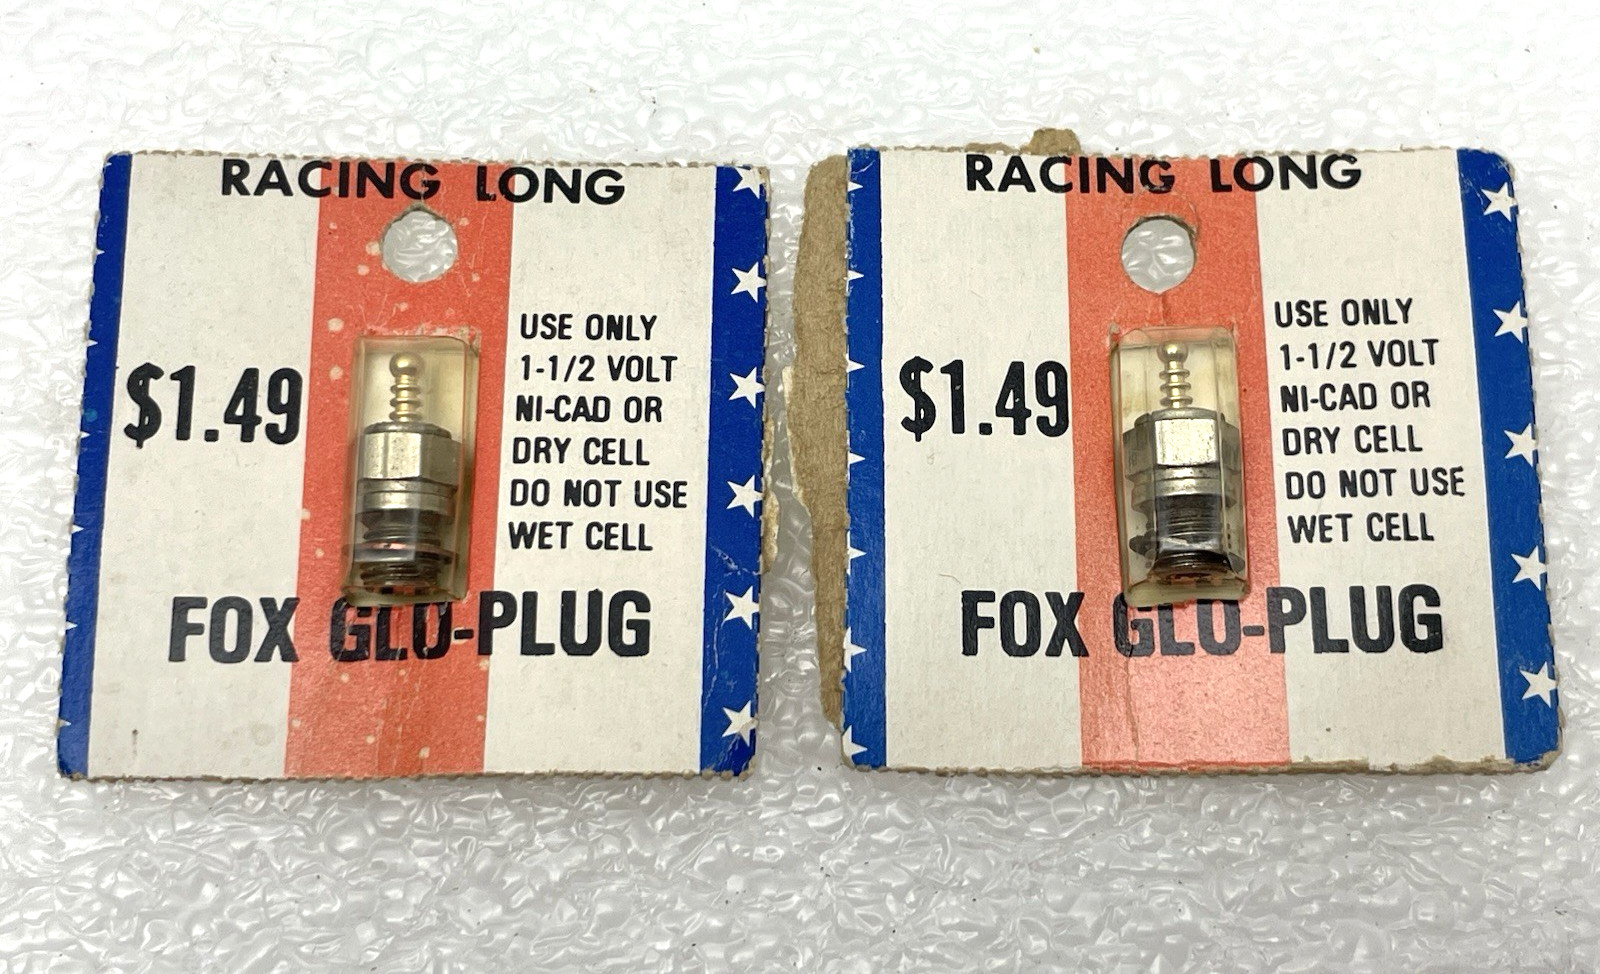 RACING LONG
$1.49
USE ONLY
1-1/2 VOLT
NI-CAD OR
DRY CELL
DO NOT USE
WET CELL
FOX GLO-PLUG
RACING LONG
$1.49
USE ONLY
1-1/2 VOLT
NI-CAD OR
DRY CELL
DO NOT USE
WET CELL
FOX GLO-PLUG